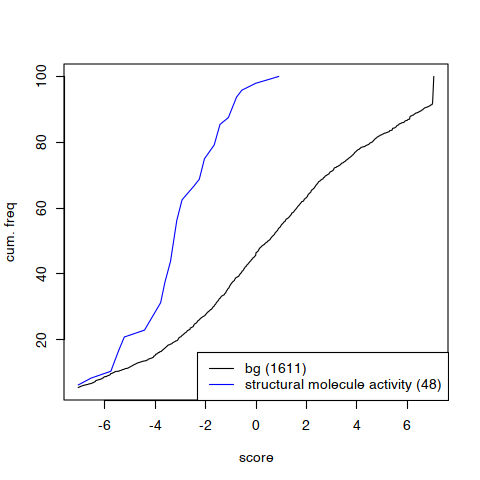 100
80
60
40
20
cum. freq
bg (1611)
structural molecule activity (48)
-6 -4 -2 0 2 4 6
score